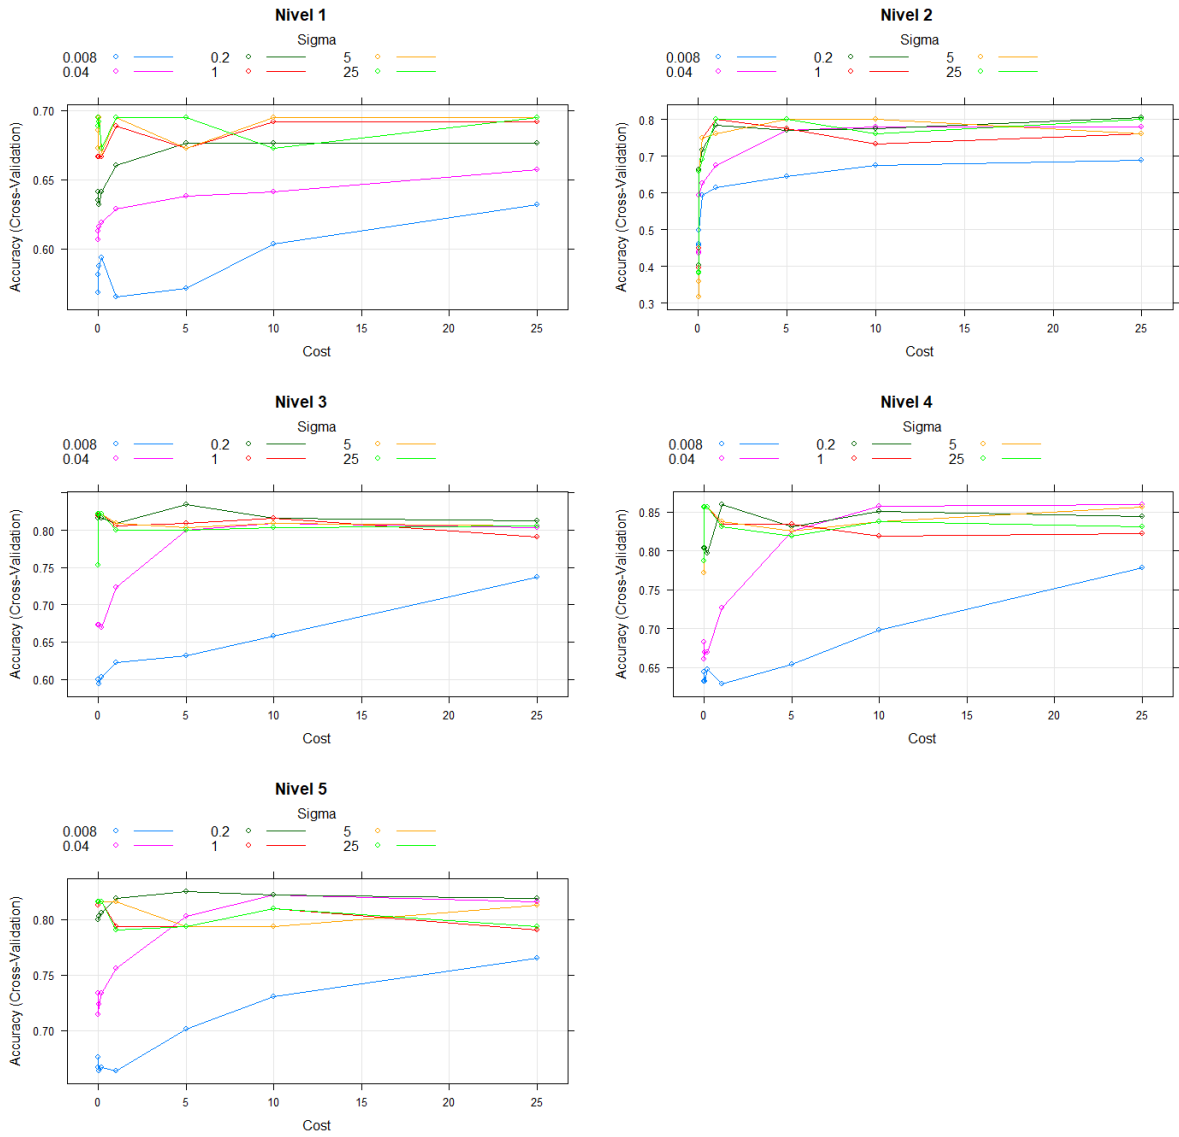 Nivel 1
Sigma
0.008 0.2 5
0.04 1 25
Accuracy (Cross-Validation)
0.70
0.65
0.60
0 5 10 15 20 25
Cost
Nivel 2
Sigma
0.008 0.2 5
0.04 1 25
Accuracy (Cross-Validation)
0.8
0.7
0.6
0.5
0.4
0.3
0 5 10 15 20 25
Cost
Nivel 3
Sigma
0.008 0.2 5
0.04 1 25
Accuracy (Cross-Validation)
0.80
0.75
0.70
0.65
0.60
0 5 10 15 20 25
Cost
Nivel 4
Sigma
0.008 0.2 5
0.04 1 25
Accuracy (Cross-Validation)
0.85
0.80
0.75
0.70
0.65
0 5 10 15 20 25
Cost
Nivel 5
Sigma
0.008 0.2 5
0.04 1 25
Accuracy (Cross-Validation)
0.80
0.75
0.70
0 5 10 15 20 25
Cost